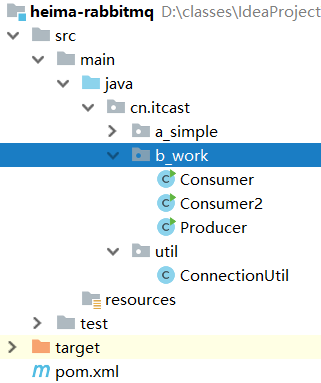 heima-rabbitmq D:\classes\IdeaProject
src
main
java
cn.itcast
a_simple
b_work
Consumer
Consumer2
Producer
util
ConnectionUtil
resources
test
target
pom.xml